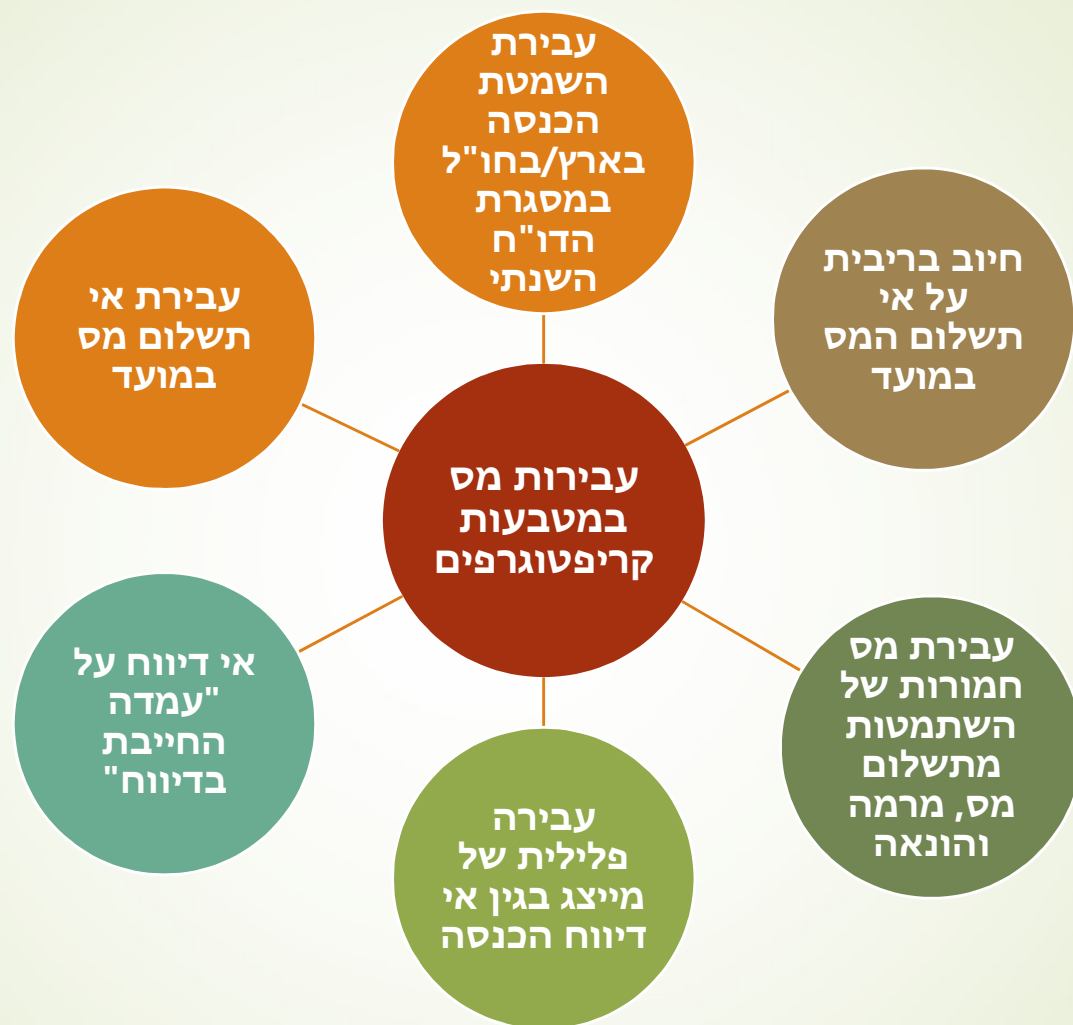 עבירת
השמטת
הכנסה
בארץ/בחו"ל
במסגרת
הדו"ח
השנתי
חיוב בריבית
על אי
תשלום המס
במועד
עבירת מס
חמורות של
השתמטות
מתשלום
מס, מרמה
והונאה
עבירה
פלילית של
מייצג בגין אי
דיווח הכנסה
אי דיווח על
"עמדה
החייבת
בדיווח"
עבירת אי
תשלום מס
במועד
עבירות מס
במטבעות
קריפטוגרפים